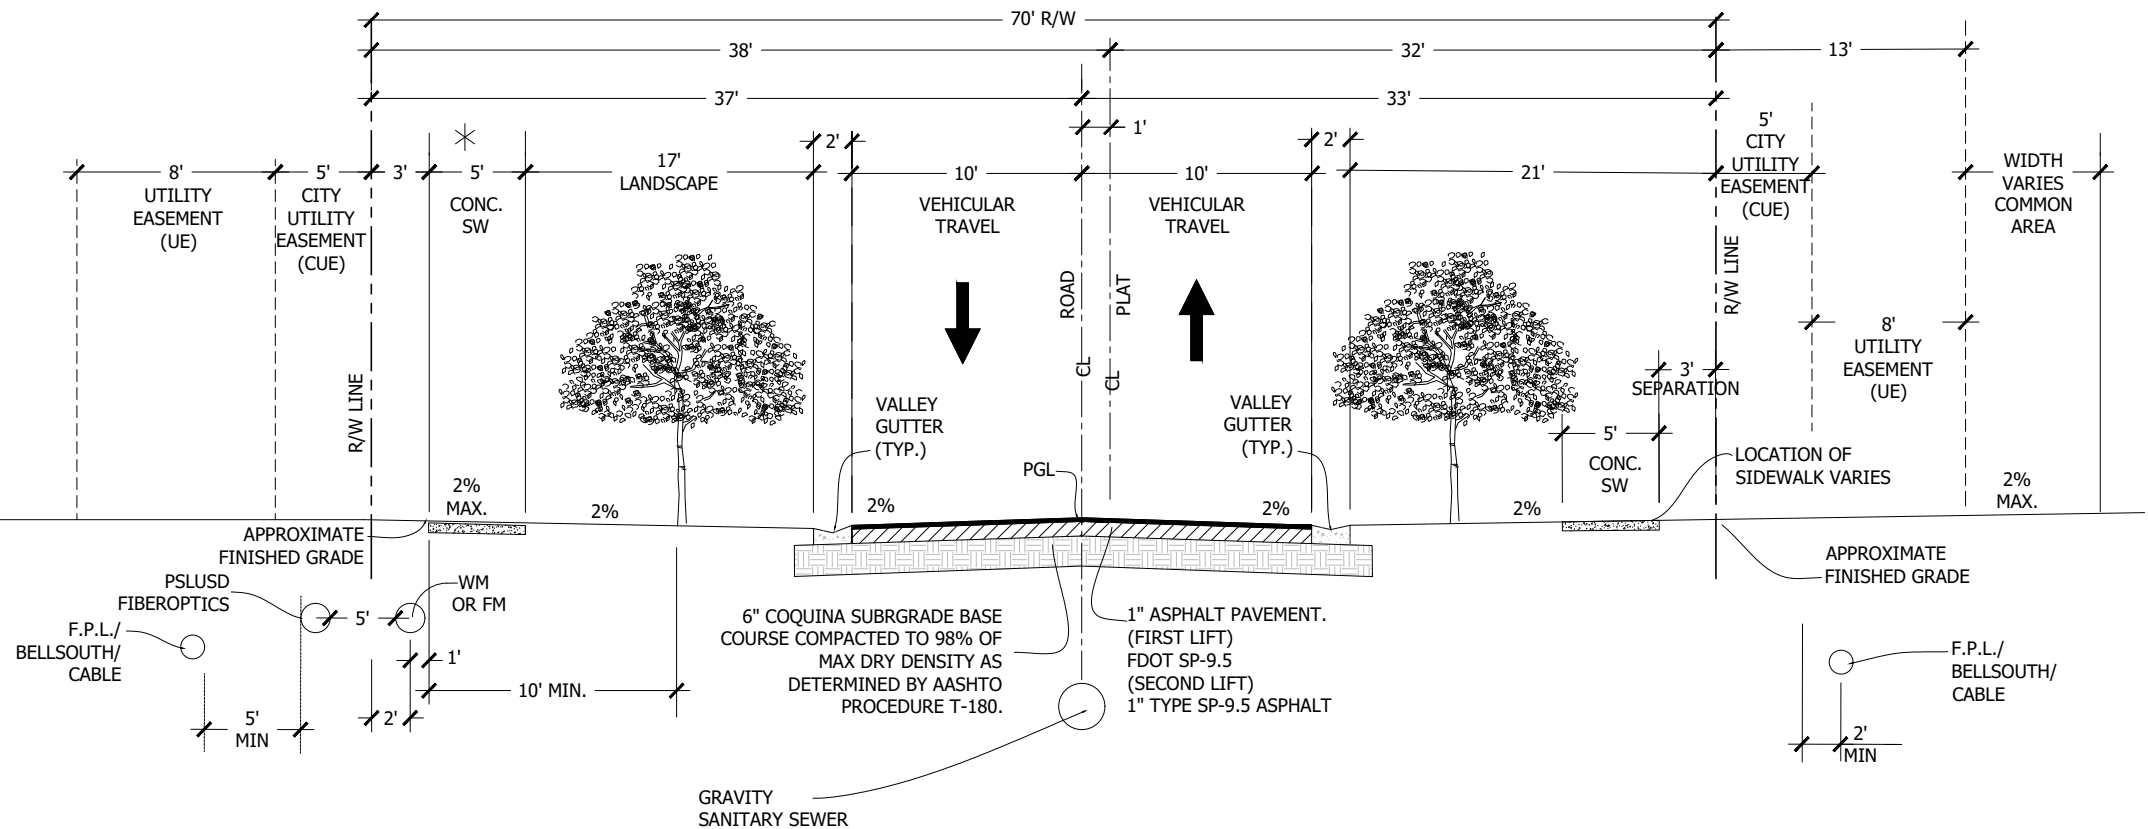 70' R/W
38'
32'
13'
37'
33'
1'
2'
2'
8'
UTILITY
EASEMENT
(UE)
5'
CITY
UTILITY
EASEMENT
(CUE)
3'
5'
CONC.
SW
17'
LANDSCAPE
10'
VEHICULAR
TRAVEL
10'
VEHICULAR
TRAVEL
21'
5'
CITY
UTILITY
EASEMENT
(CUE)
WIDTH
VARIES
COMMON
AREA
R/W LINE
ROAD
CL
PLAT
CL
R/W LINE
8'
UTILITY
EASEMENT
(UE)
3'
SEPARATION
VALLEY
GUTTER
(TYP.)
VALLEY
GUTTER
(TYP.)
PGL
5'
CONC.
SW
LOCATION OF
SIDEWALK VARIES
2%
MAX.
2%
2%
2%
2%
2%
MAX.
APPROXIMATE
FINISHED GRADE
APPROXIMATE
FINISHED GRADE
PSLUSD
FIBEROPTICS
5'
WM
OR FM
F.P.L./
BELLSOUTH/
CABLE
1'
10' MIN.
2'
5'
MIN
6" COQUINA SUBRGRADE BASE
COURSE COMPACTED TO 98% OF
MAX DRY DENSITY AS
DETERMINED BY AASHTO
PROCEDURE T-180.
1" ASPHALT PAVEMENT.
(FIRST LIFT)
FDOT SP-9.5
(SECOND LIFT)
1" TYPE SP-9.5 ASPHALT
F.P.L./
BELLSOUTH/
CABLE
2'
MIN
GRAVITY
SANITARY SEWER